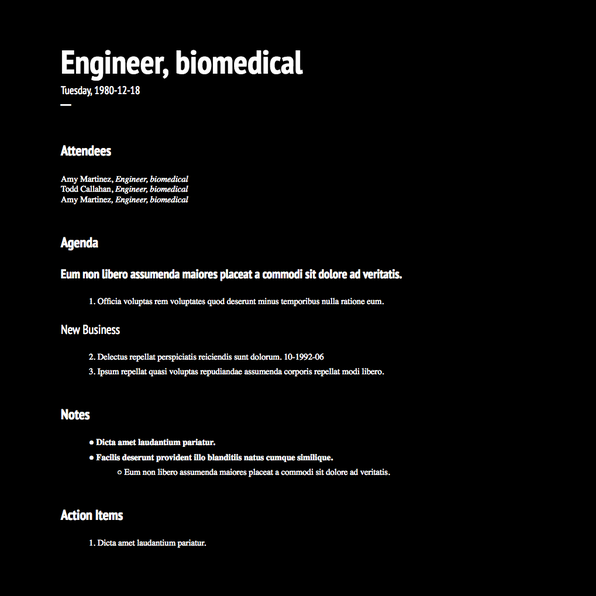 Engineer, biomedical
Tuesday, 1980-12-18
Attendees
Amy Martinez, Engineer, biomedical
Todd Callahan, Engineer, biomedical
Amy Martinez, Engineer, biomedical
Agenda
Eum non libero assumenda maiores placeat a commodi sit dolore ad veritatis.
1. Officia voluptas rem voluptates quod deserunt minus temporibus nulla ratione eum.
New Business
2. Delectus repellat perspiciatis reiciendis sunt dolorum. 10-1992-06
3. Ipsum repellat quasi voluptas repudiandae assumenda corporis repellat modi libero.
Notes
● Dicta amet laudantium pariatur.
● Facilis deserunt provident illo blanditiis natus cumque similique.
○ Eum non libero assumenda maiores placeat a commodi sit dolore ad veritatis.
Action Items
1. Dicta amet laudantium pariatur.